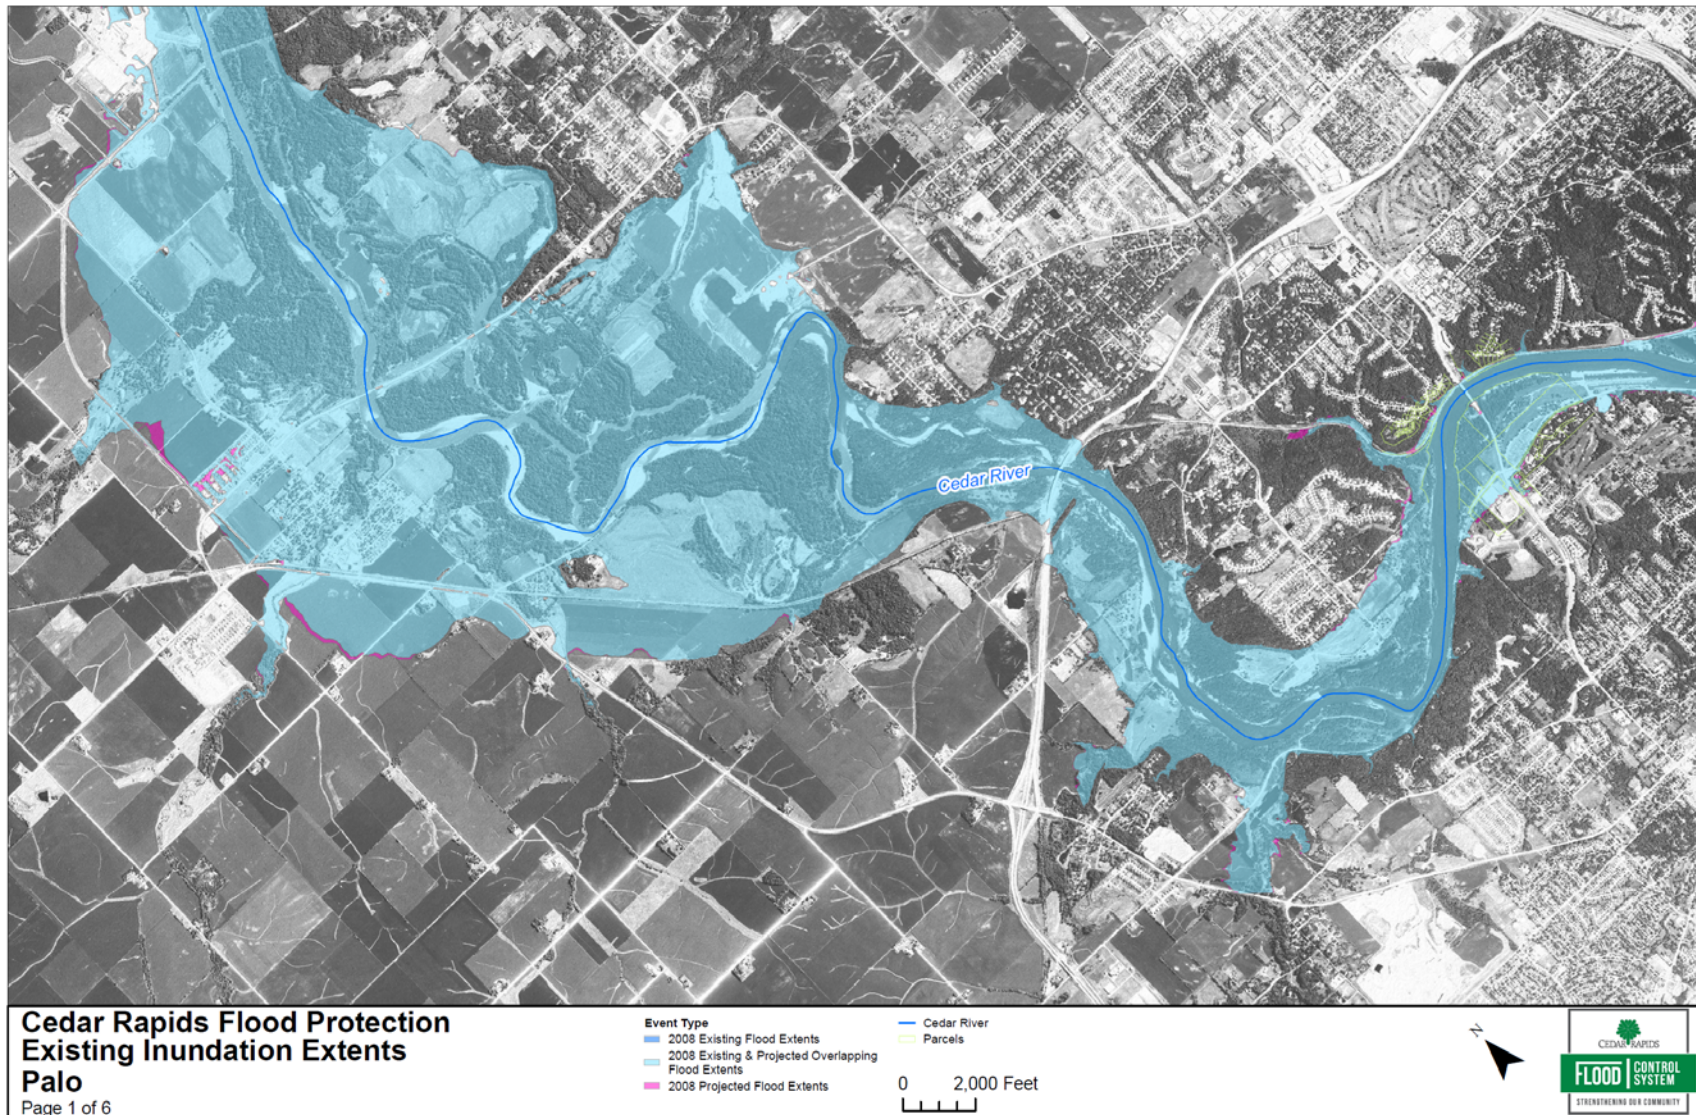 Cedar River
Cedar Rapids Flood Protection
Existing Inundation Extents
Palo
Page 1 of 6
Event Type
2008 Existing Flood Extents
2008 Existing & Projected Overlapping
Flood Extents
2008 Projected Flood Extents
Cedar River
Parcels
0 2,000 Feet
N
CEDAR RAPIDS
FLOOD CONTROL
SYSTEM
STRENGTHENING OUR COMMUNITY